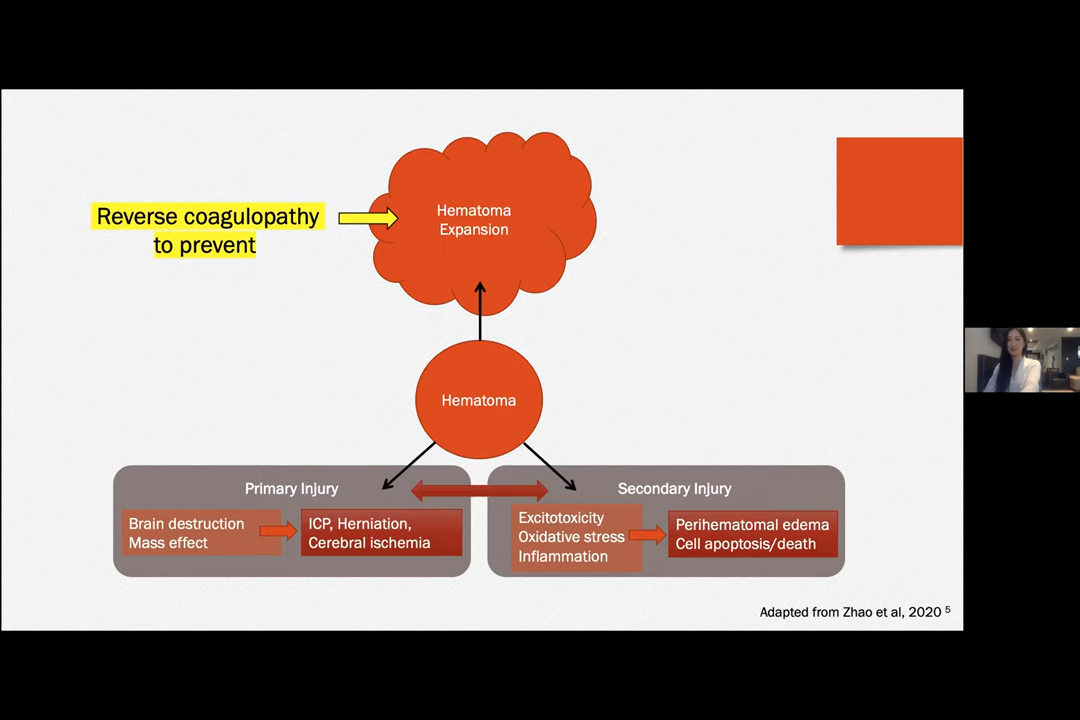 Reverse coagulopathy
to prevent
Hematoma
Expansion
Hematoma
Primary Injury
Brain destruction
Mass effect
ICP, Herniation,
Cerebral ischemia
Secondary Injury
Excitotoxicity
Oxidative stress
Inflammation
Perihematomal edema
Cell apoptosis/death
Adapted from Zhao et al, 2020 5